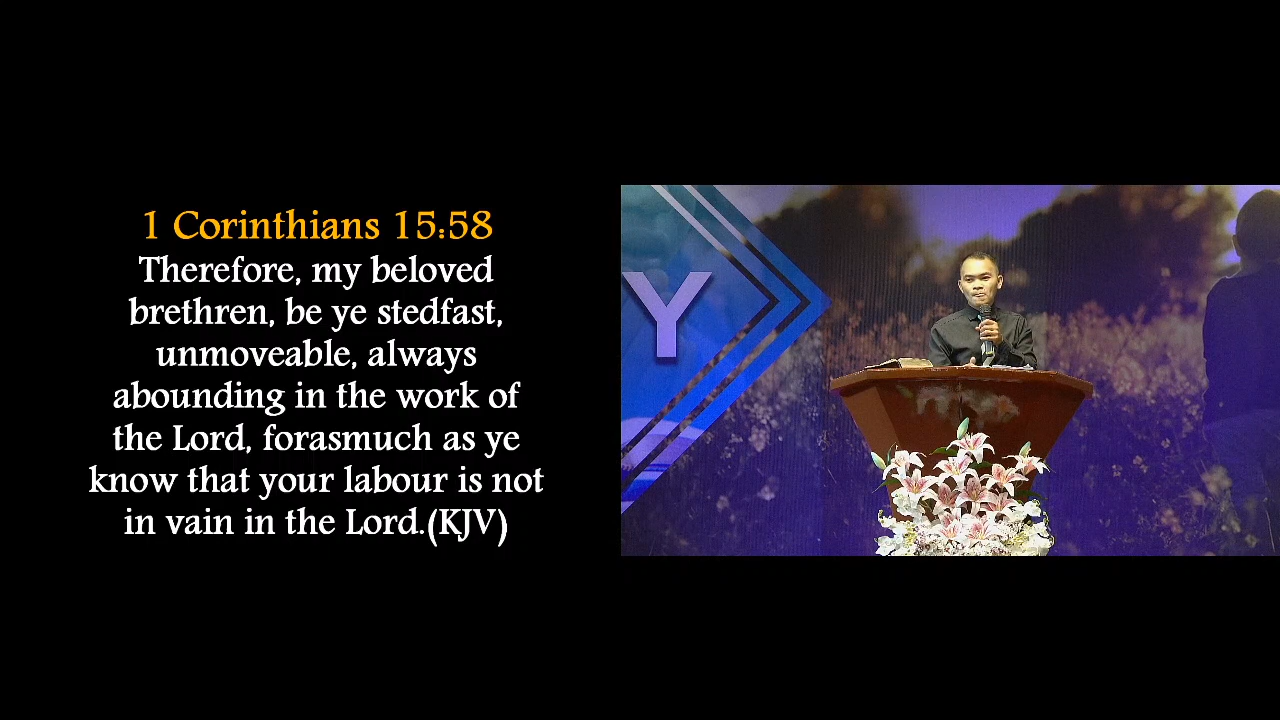 1 Corinthians 15:58
Therefore, my beloved
brethren, be ye stedfast,
unmoveable, always
abounding in the work of
the Lord, forasmuch as ye
know that your labour is not
in vain in the Lord.(KJV)
Y